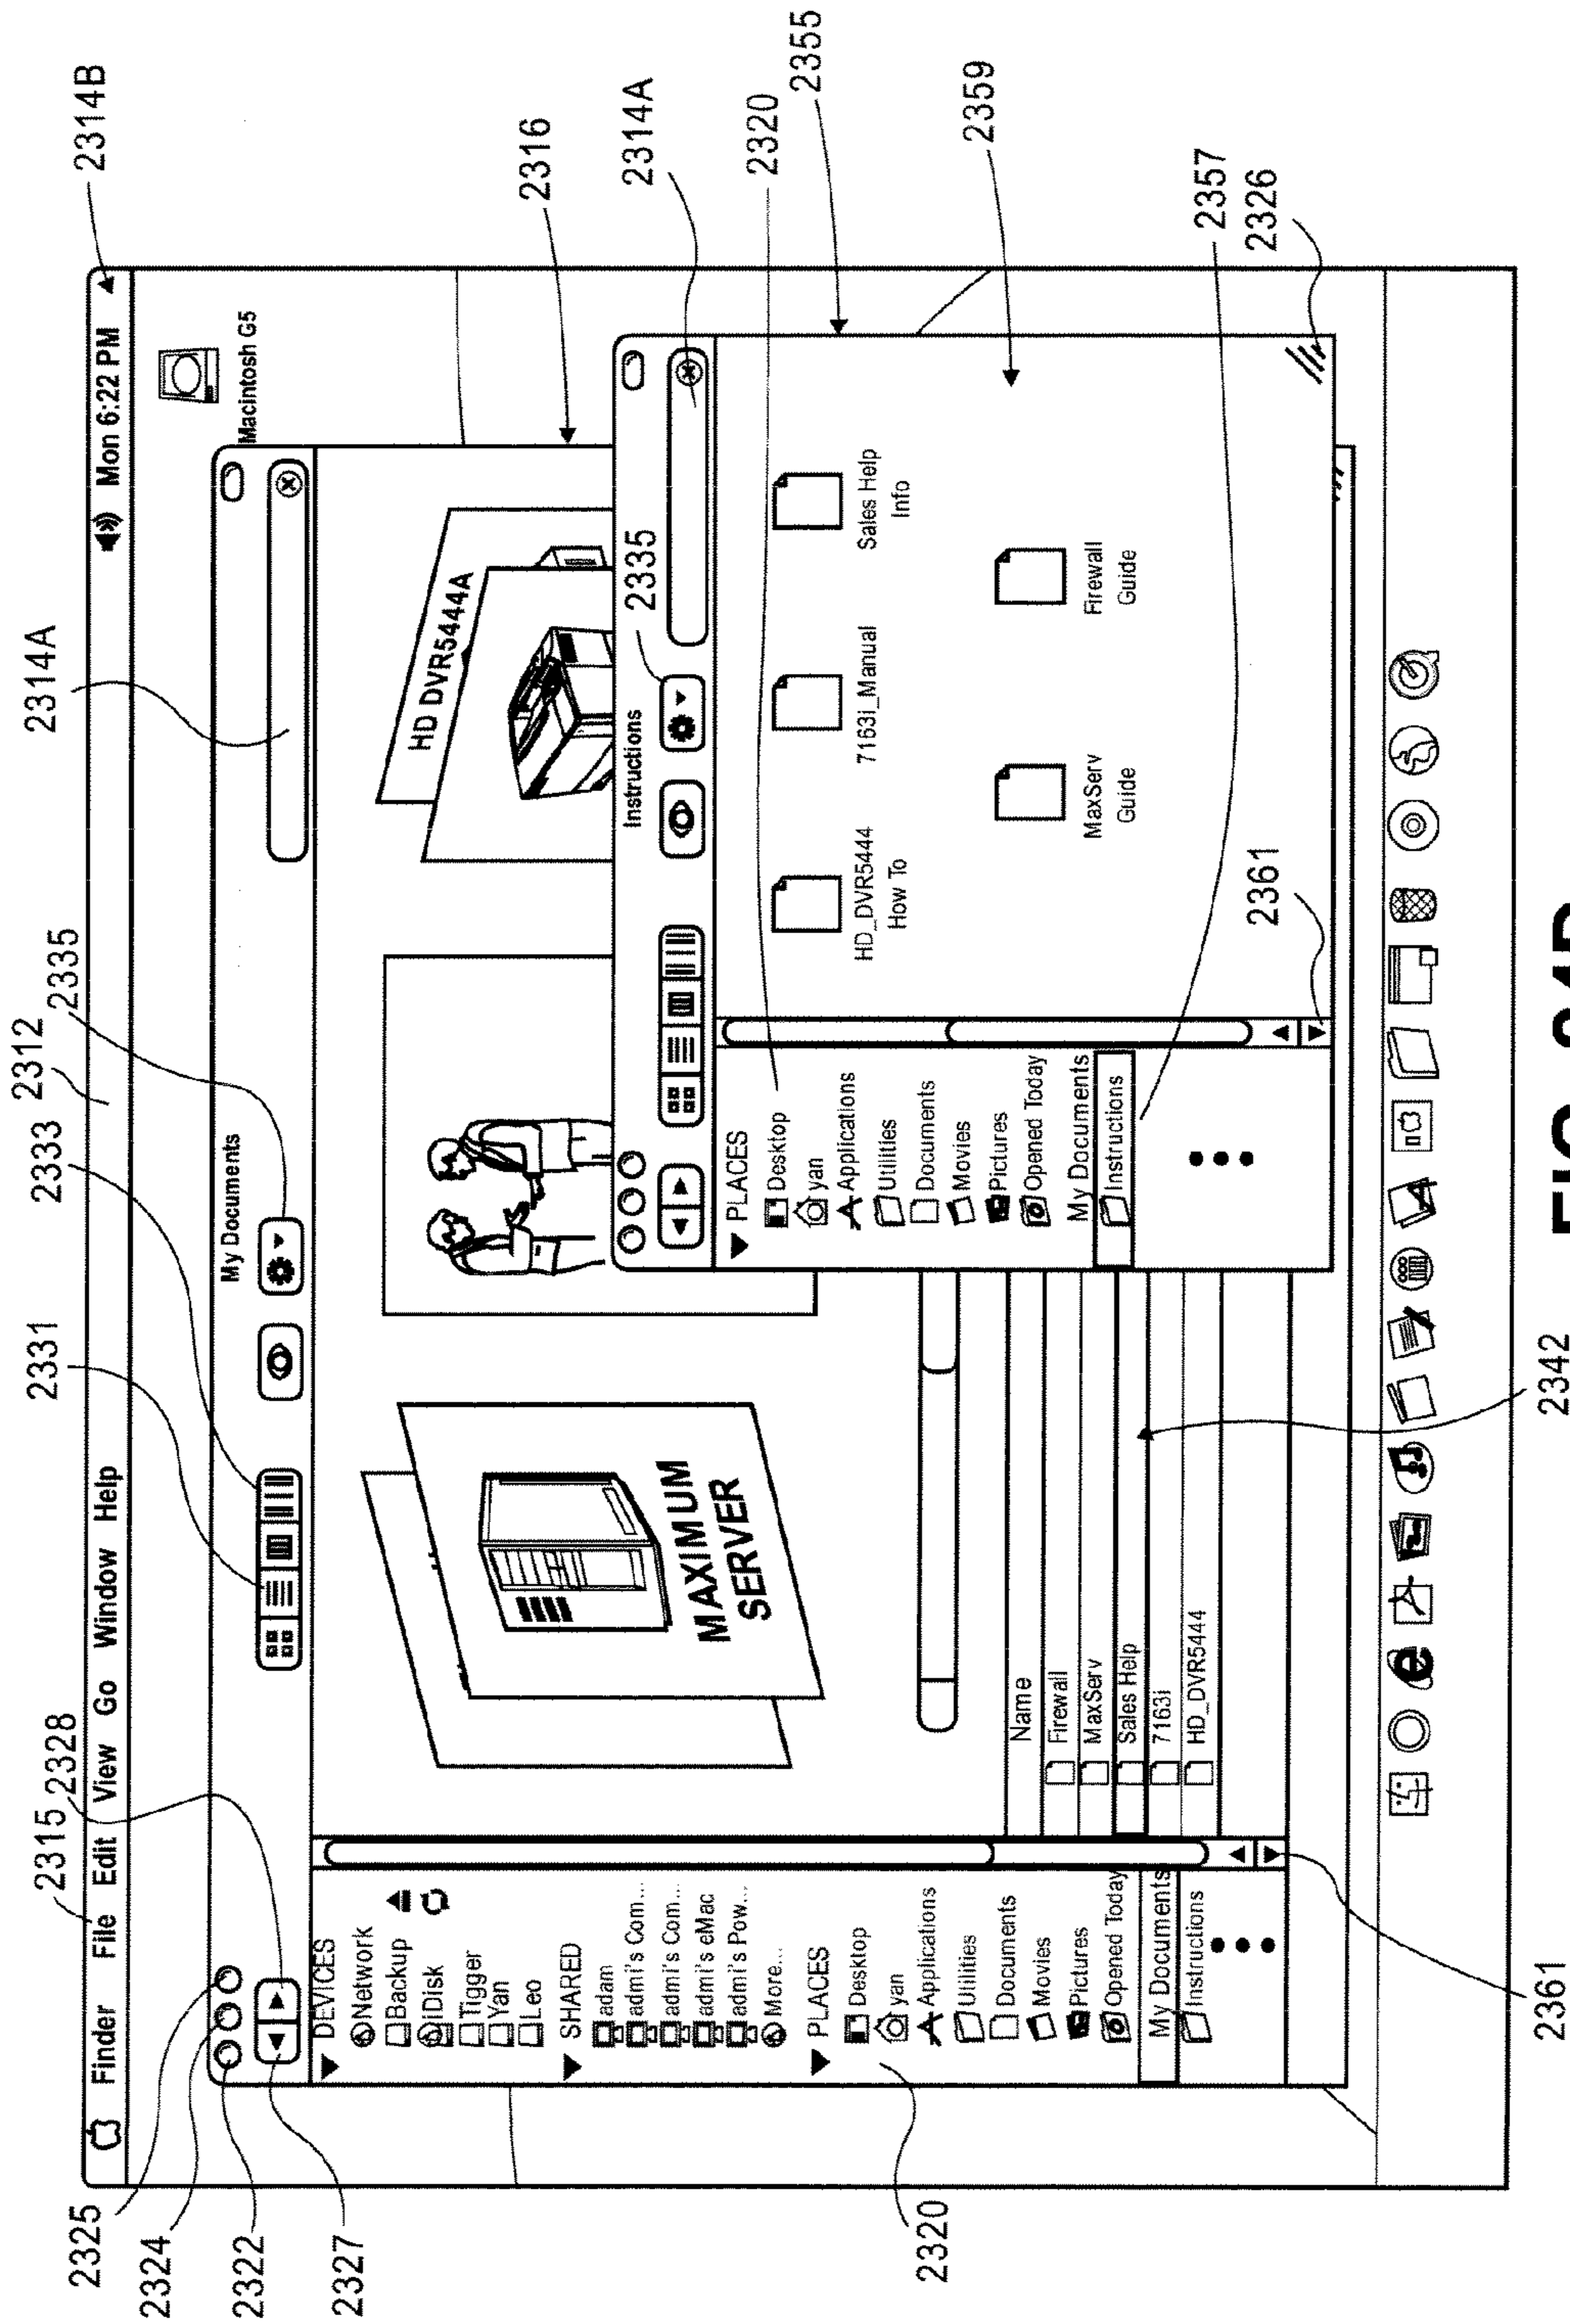 2314A
2312
2335
2333
2331
2315
2328
2314B
2325
2324
2322
2327
Finder File Edit View Go Window Help
Mon 6:22 PM
Macintosh G5
My Documents
DEVICES
Network
Backup
iDisk
Tigger
Yan
Leo
SHARED
adam
admi's Com...
admi's Com...
admi's eMac
admi's Pow...
More...
PLACES
Desktop
yan
Applications
Utilities
Documents
Movies
Pictures
Opened Today
My Documents
Instructions
2320
2361
MAXIMUM
SERVER
HD DVR5444A
Name
Firewall
MaxServ
Sales Help
7163i
HD_DVR5444
2342
2316
2335
2314A
2320
2355
2359
2357
2326
2361
Instructions
PLACES
Desktop
yan
Applications
Utilities
Documents
Movies
Pictures
Opened Today
My Documents
Instructions
HD_DVR5444
How To
7163i_Manual
Sales Help
Info
MaxServ
Guide
Firewall
Guide